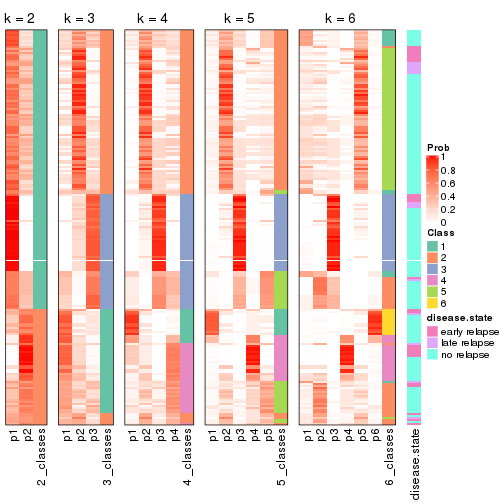 k = 2
k = 3
k = 4
k = 5
k = 6
Prob
1
0.8
0.6
0.4
0.2
0
Class
1
2
3
4
5
6
disease.state
early relapse
late relapse
no relapse
p1
p2
2_classes
p1
p2
p3
3_classes
p1
p2
p3
p4
4_classes
p1
p2
p3
p4
p5
5_classes
p1
p2
p3
p4
p5
p6
6_classes
disease.state